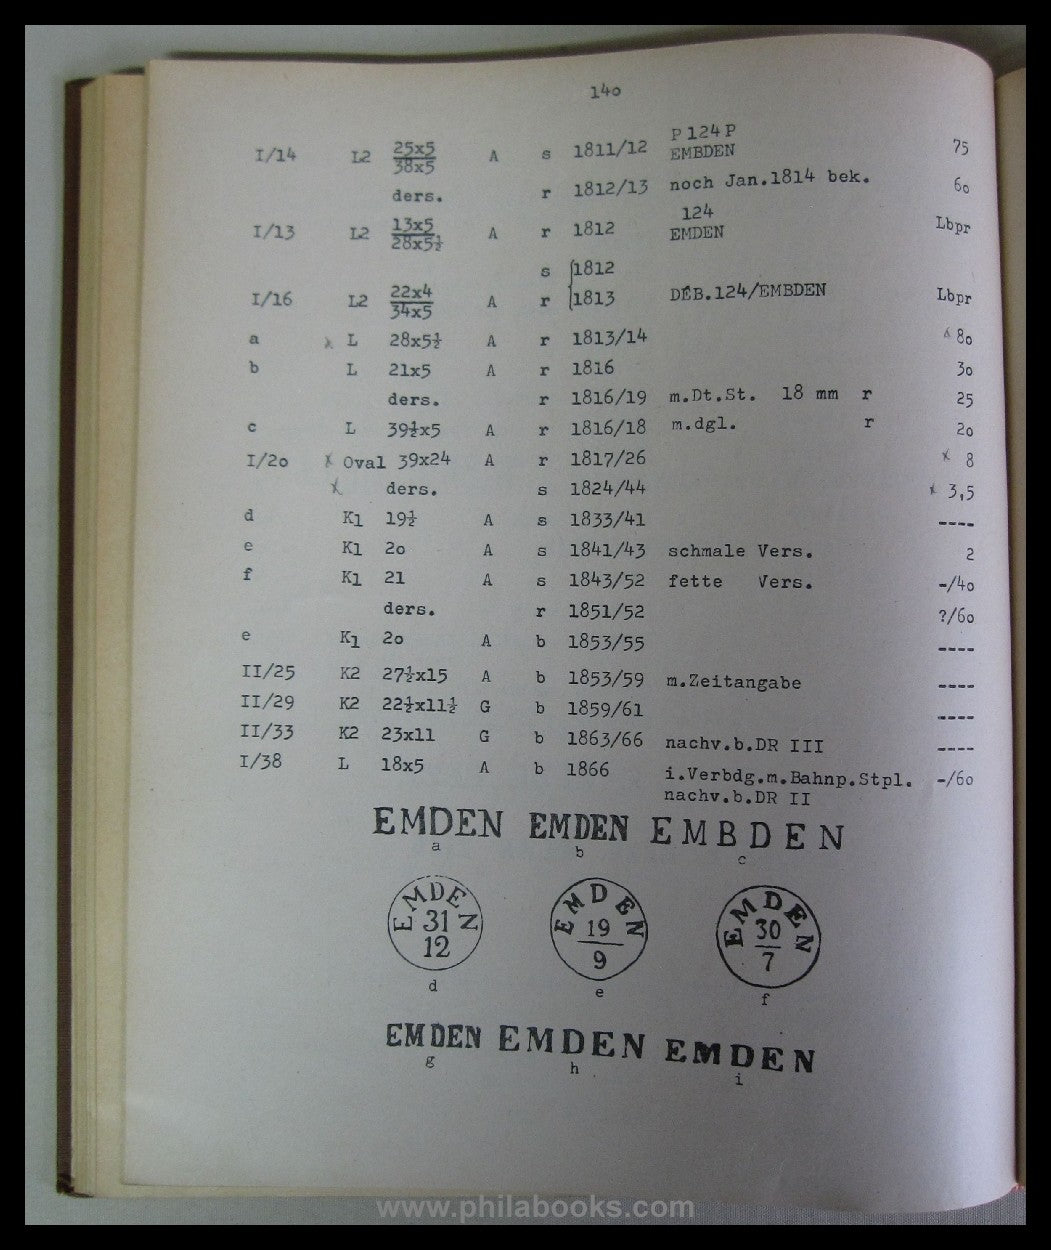 14o
P 124 P
I/14 L2 25x5 A s 1811/12 EMBDEN 75
38x5
ders. r 1812/13 noch Jan.1814 bek. 6o
124
I/13 L2 13x5 A r 1812 EMDEN Lbpr
28x5½
s 1812
I/16 L2 22x4 A r 1813 DÉB.124/EMBDEN Lbpr
34x5
a x L 28x5½ A r 1813/14 x 8o
b L 21x5 A r 1816 3o
ders. r 1816/19 m.Dt.St. 18 mm r 25
c L 39½x5 A r 1816/18 m.dgl. r 2o
I/2o x Oval 39x24 A r 1817/26 x 8
x ders. s 1824/44 x 3,5
d K1 19½ A s 1833/41 ----
e K1 2o A s 1841/43 schmale Vers. 2
f K1 21 A s 1843/52 fette Vers. -/4o
ders. r 1851/52 ?/6o
e K1 2o A b 1853/55 ----
II/25 K2 27½x15 A b 1853/59 m.Zeitangabe ----
II/29 K2 22½x11½ G b 1859/61 ----
II/33 K2 23x11 G b 1863/66 nachv.b.DR III ----
I/38 L 18x5 A b 1866 i.Verbdg.m.Bahnp.Stpl. -/6o
nachv.b.DR II
EMDEN EMDEN EMBDEN
a b c
EMDEN 31 12
EMDEN 19 9
EMDEN 30 7
d e f
EMDEN EMDEN EMDEN
g h i
www.philabooks.com